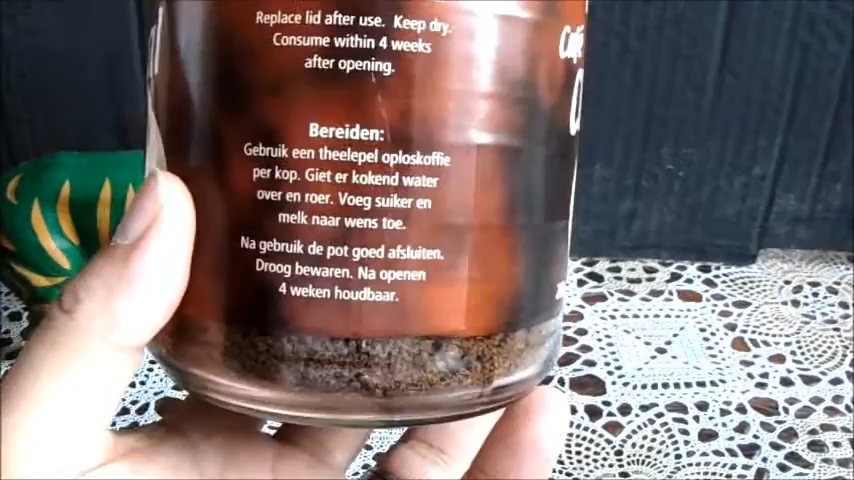 Replace lid after use. Keep dry.
Consume within 4 weeks
after opening.
Bereiden:
Gebruik een theelepel oploskoffie
per kop. Giet er kokend water
over en roer. Voeg suiker en
melk naar wens toe.
Na gebruik de pot goed afsluiten.
Droog bewaren. Na openen
4 weken houdbaar.